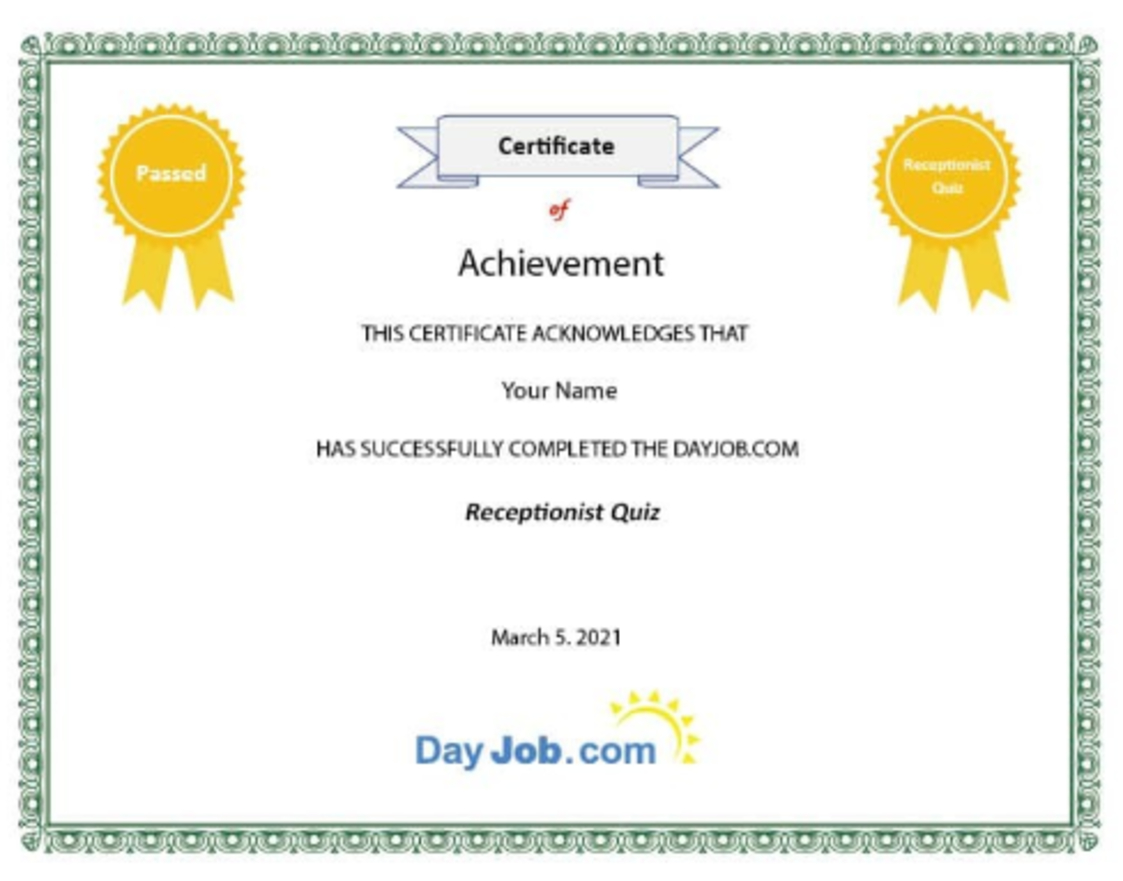 Passed
Certificate
Receptionist
Quiz
of
Achievement
THIS CERTIFICATE ACKNOWLEDGES THAT
Your Name
HAS SUCCESSFULLY COMPLETED THE DAYJOB.COM
Receptionist Quiz
March 5. 2021
Day Job.com